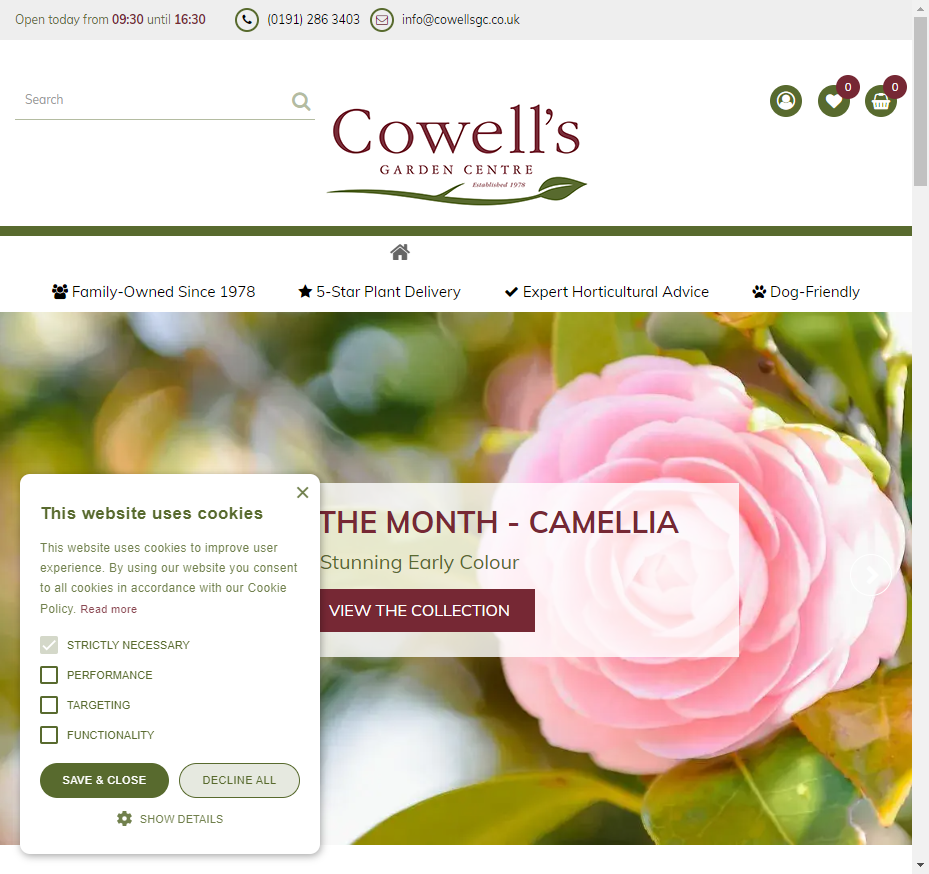 Open today from 09:30 until 16:30
(0191) 286 3403
info@cowellsgc.co.uk
Search
0
0
Cowell's
GARDEN CENTRE
Established 1978
Family-Owned Since 1978
5-Star Plant Delivery
Expert Horticultural Advice
Dog-Friendly
THE MONTH - CAMELLIA
Stunning Early Colour
VIEW THE COLLECTION
This website uses cookies
This website uses cookies to improve user
experience. By using our website you consent
to all cookies in accordance with our Cookie
Policy. Read more
STRICTLY NECESSARY
PERFORMANCE
TARGETING
FUNCTIONALITY
SAVE & CLOSE
DECLINE ALL
SHOW DETAILS